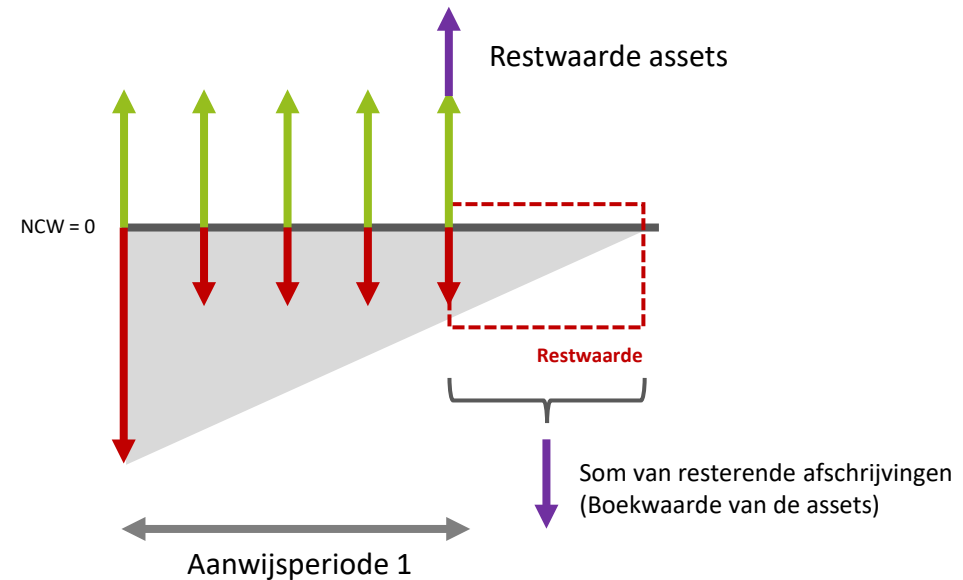 Restwaarde assets
NCW = 0
Restwaarde
Som van resterende afschrijvingen
(Boekwaarde van de assets)
Aanwijsperiode 1